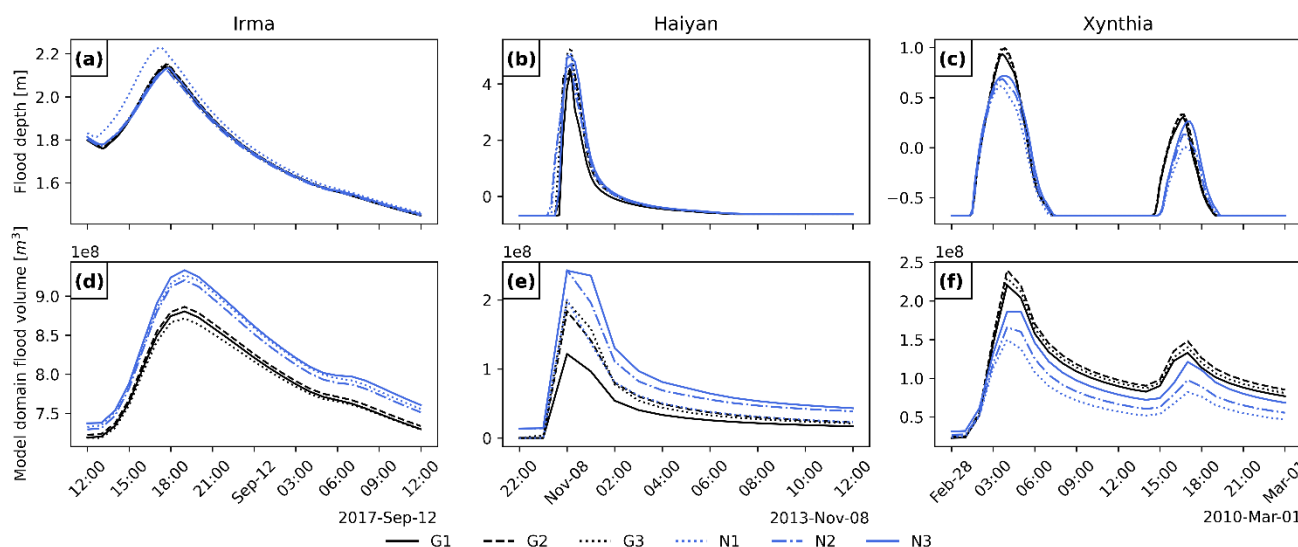 Irma Haiyan Xynthia
Flood depth [m]
(a)
2.2
2.0
1.8
1.6
(b)
4
2
0
(c)
1.0
0.5
0.0
−0.5
Model domain flood volume [m³]
1e8
(d)
9.0
8.5
8.0
7.5
1e8
(e)
2
1
0
1e8
(f)
2.5
2.0
1.5
1.0
0.5
12:00 15:00 18:00 21:00 Sep-12 03:00 06:00 09:00 12:00
22:00 Nov-08 02:00 04:00 06:00 08:00 10:00 12:00
Feb-28 03:00 06:00 09:00 12:00 15:00 18:00 21:00
2017-Sep-12 2013-Nov-08 2010-Mar-01
G1 G2 G3 N1 N2 N3